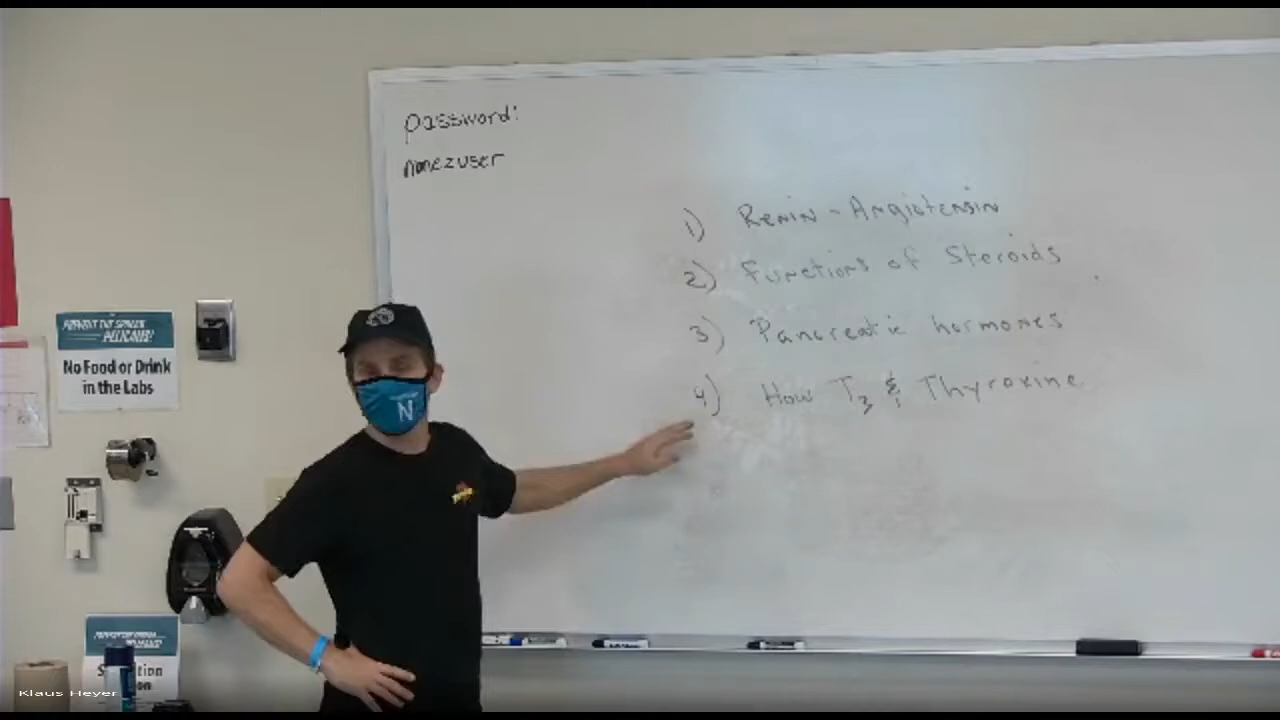 password:
1) Renin - Angiotensin
2) Functions of Steroids
3) Pancreatic hormones
4) How T3 & Thyroxine
PELICANS!
No Food or Drink
in the Labs
N
Klaus Heyer